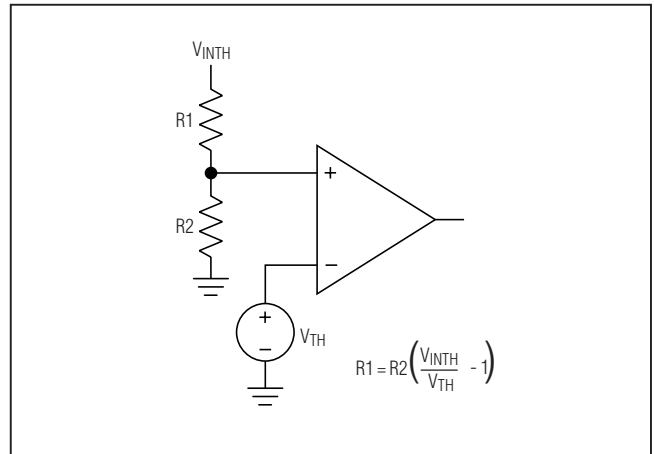 VINTH
R1
+
R2
−
+
−
VTH
R1 = R2(VINTH/VTH - 1)